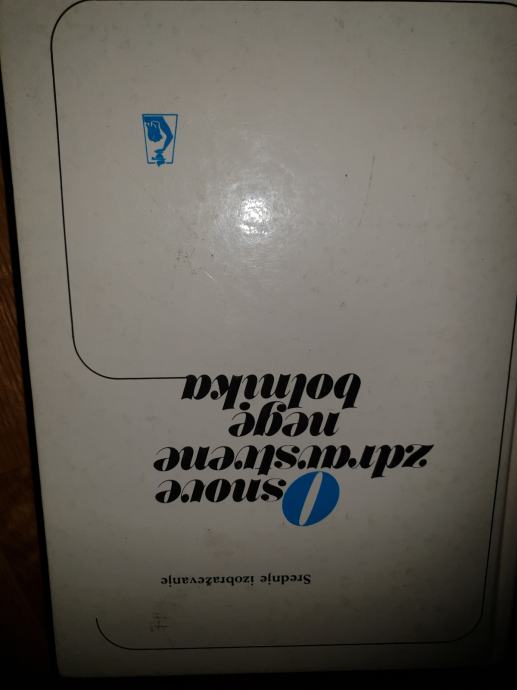 Srednje izobraževanje
Osnove
zdravstvene
nege
bolnika